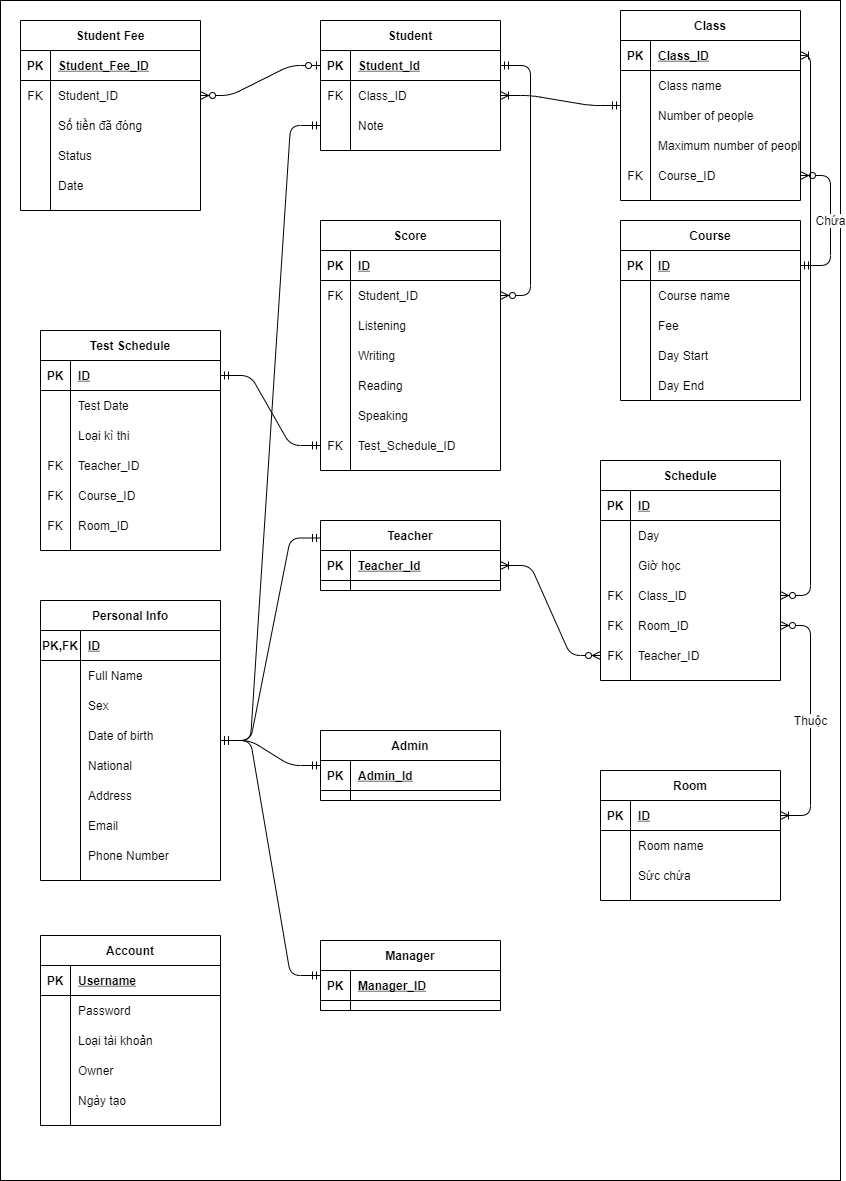 Student Fee
PK Student_Fee_ID
FK Student_ID
Số tiền đã đóng
Status
Date
Student
PK Student_Id
FK Class_ID
Note
Class
PK Class_ID
Class name
Number of people
Maximum number of peopl
FK Course_ID
Chứa
Score
PK ID
FK Student_ID
Listening
Writing
Reading
Speaking
FK Test_Schedule_ID
Course
PK ID
Course name
Fee
Day Start
Day End
Test Schedule
PK ID
Test Date
Loại kì thi
FK Teacher_ID
FK Course_ID
FK Room_ID
Teacher
PK Teacher_Id
Schedule
PK ID
Day
Giờ học
FK Class_ID
FK Room_ID
FK Teacher_ID
Thuộc
Personal Info
PK,FK ID
Full Name
Sex
Date of birth
National
Address
Email
Phone Number
Admin
PK Admin_Id
Room
PK ID
Room name
Sức chứa
Account
PK Username
Password
Loại tài khoản
Owner
Ngày tạo
Manager
PK Manager_ID